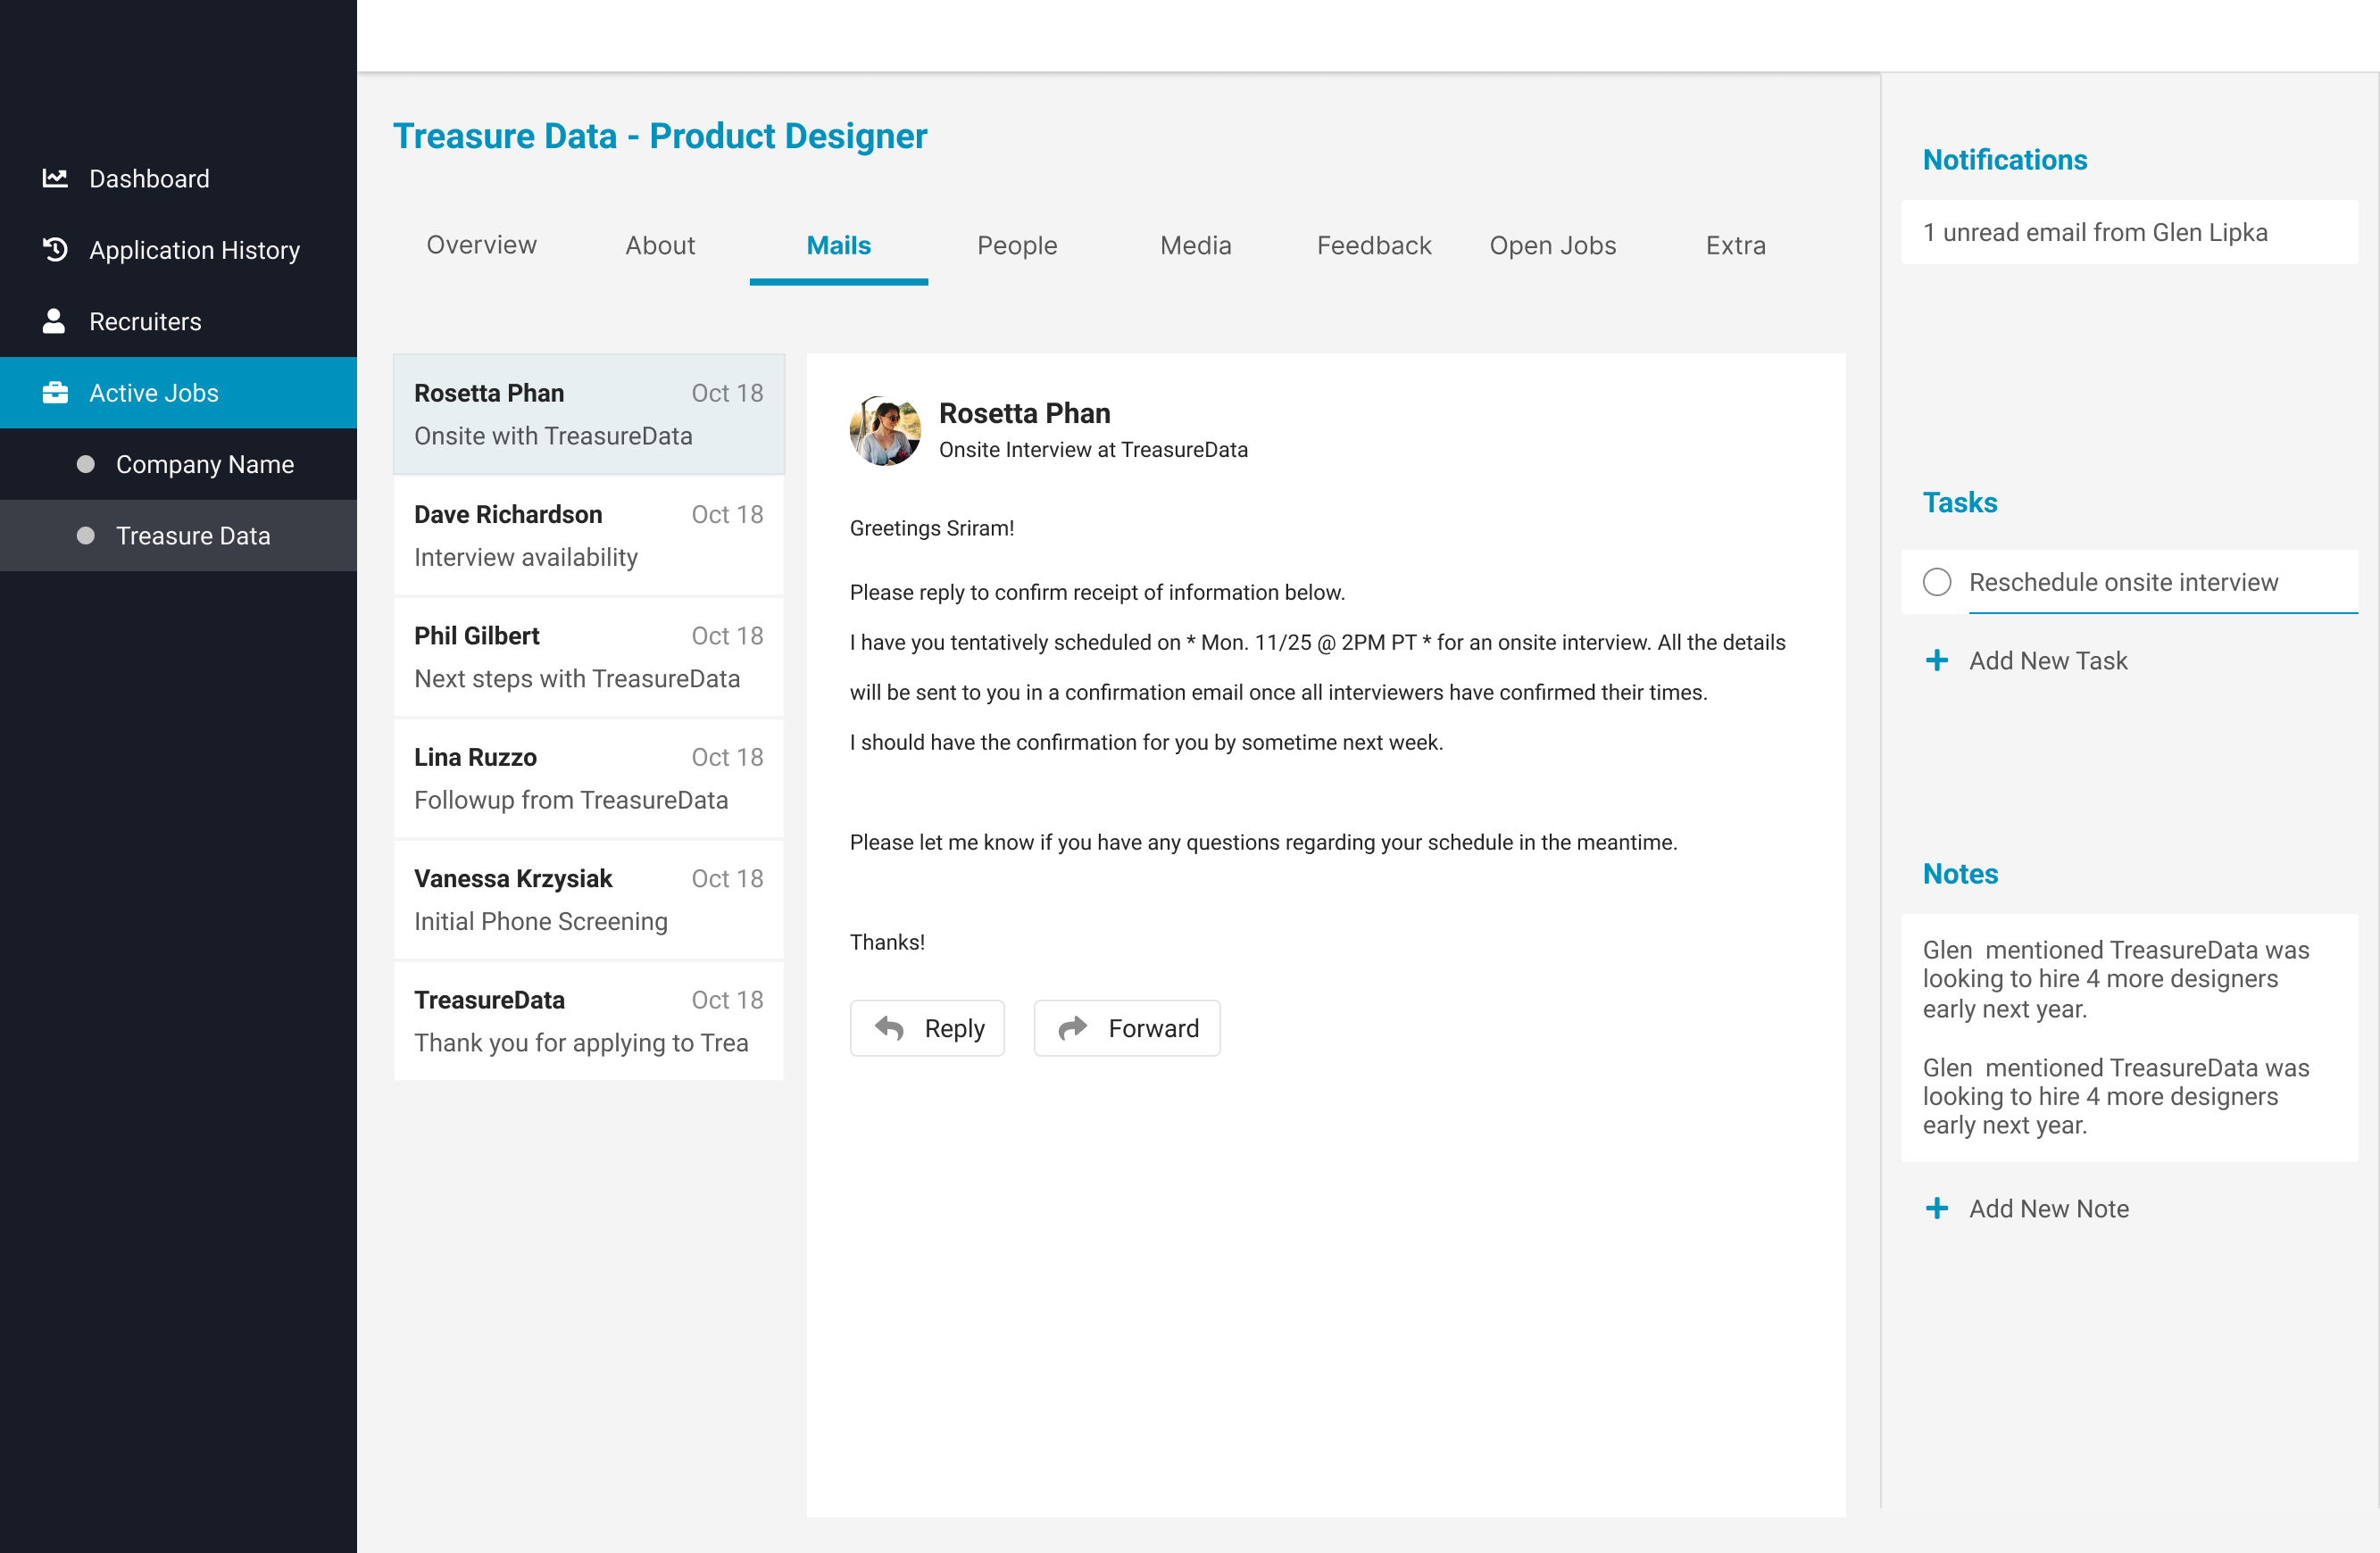 Dashboard
Application History
Recruiters
Active Jobs
Company Name
Treasure Data
Treasure Data - Product Designer
Overview About Mails People Media Feedback Open Jobs Extra
Rosetta Phan Oct 18
Onsite with TreasureData
Dave Richardson Oct 18
Interview availability
Phil Gilbert Oct 18
Next steps with TreasureData
Lina Ruzzo Oct 18
Followup from TreasureData
Vanessa Krzysiak Oct 18
Initial Phone Screening
TreasureData Oct 18
Thank you for applying to Trea
Rosetta Phan
Onsite Interview at TreasureData
Greetings Sriram!
Please reply to confirm receipt of information below.
I have you tentatively scheduled on * Mon. 11/25 @ 2PM PT * for an onsite interview. All the details
will be sent to you in a confirmation email once all interviewers have confirmed their times.
I should have the confirmation for you by sometime next week.
Please let me know if you have any questions regarding your schedule in the meantime.
Thanks!
Reply Forward
Notifications
1 unread email from Glen Lipka
Tasks
Reschedule onsite interview
Add New Task
Notes
Glen  mentioned TreasureData was
looking to hire 4 more designers
early next year.
Glen  mentioned TreasureData was
looking to hire 4 more designers
early next year.
Add New Note